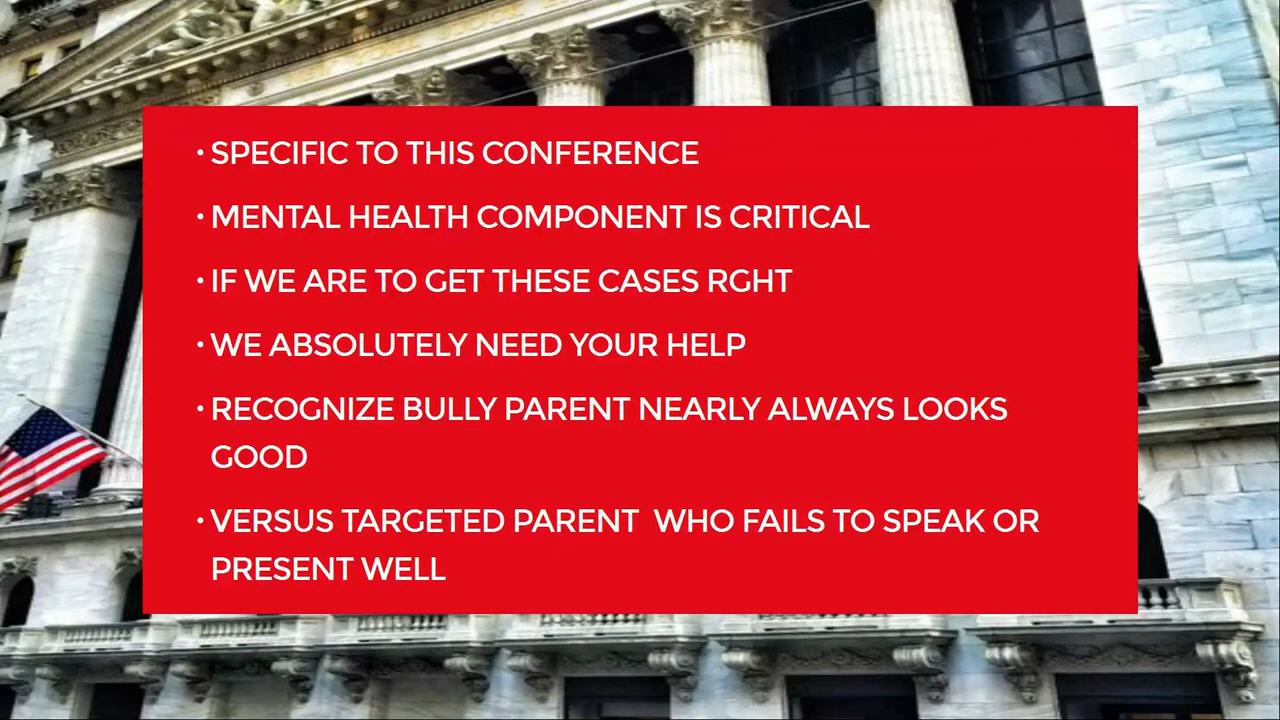 • SPECIFIC TO THIS CONFERENCE
• MENTAL HEALTH COMPONENT IS CRITICAL
• IF WE ARE TO GET THESE CASES RGHT
• WE ABSOLUTELY NEED YOUR HELP
• RECOGNIZE BULLY PARENT NEARLY ALWAYS LOOKS
GOOD
• VERSUS TARGETED PARENT  WHO FAILS TO SPEAK OR
PRESENT WELL